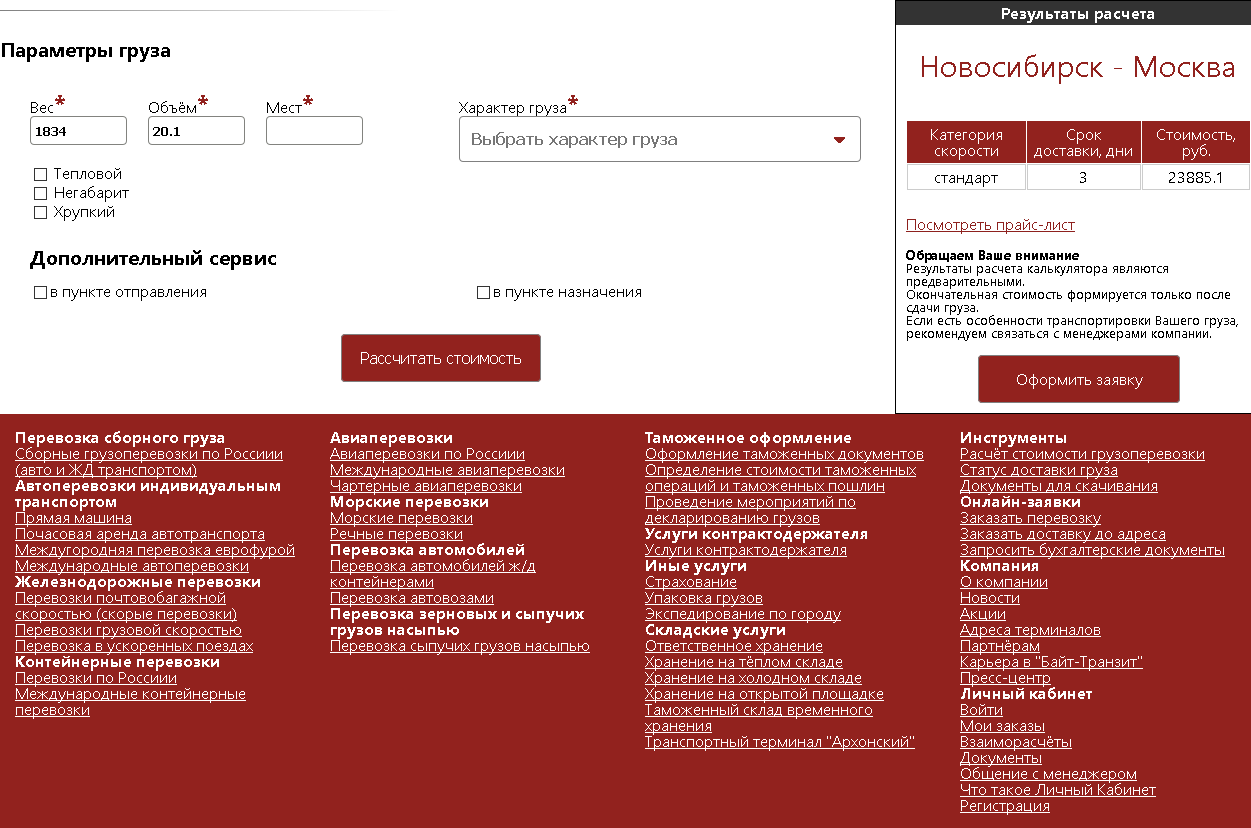 Параметры груза
Вес*
Объём*
Мест*
Характер груза*
1834
20.1
Выбрать характер груза
Тепловой
Негабарит
Хрупкий
Дополнительный сервис
в пункте отправления
в пункте назначения
Рассчитать стоимость
Результаты расчета
Новосибирск - Москва
Категория скорости
Срок доставки, дни
Стоимость, руб.
стандарт
3
23885.1
Посмотреть прайс-лист
Обращаем Ваше внимание
Результаты расчета калькулятора являются
предварительными.
Окончательная стоимость формируется только после
сдачи груза.
Если есть особенности транспортировки Вашего груза,
рекомендуем связаться с менеджерами компании.
Оформить заявку
Перевозка сборного груза
Сборные грузоперевозки по Росcиии
(авто и ЖД транспортом)
Автоперевозки индивидуальным
транспортом
Прямая машина
Почасовая аренда автотранспорта
Междугородняя перевозка еврофурой
Международные автоперевозки
Железнодорожные перевозки
Перевозки почтовобагажной
скоростью (скорые перевозки)
Перевозки грузовой скоростью
Перевозка в ускоренных поездах
Контейнерные перевозки
Перевозки по Росcиии
Международные контейнерные
перевозки
Авиаперевозки
Авиаперевозки по Росcиии
Международные авиаперевозки
Чартерные авиаперевозки
Морские перевозки
Морские перевозки
Речные перевозки
Перевозка автомобилей
Перевозка автомобилей ж/д
контейнерами
Перевозка автовозами
Перевозка зерновых и сыпучих
грузов насыпью
Перевозка сыпучих грузов насыпью
Таможенное оформление
Оформление таможенных документов
Определение стоимости таможенных
операций и таможенных пошлин
Проведение мероприятий по
декларированию грузов
Услуги контрактодержателя
Услуги контрактодержателя
Иные услуги
Страхование
Упаковка грузов
Экспедирование по городу
Складские услуги
Ответственное хранение
Хранение на тёплом складе
Хранение на холодном складе
Хранение на открытой площадке
Таможенный склад временного
хранения
Транспортный терминал "Архонский"
Инструменты
Расчёт стоимости грузоперевозки
Статус доставки груза
Документы для скачивания
Онлайн-заявки
Заказать перевозку
Заказать доставку до адреса
Запросить бухгалтерские документы
Компания
О компании
Новости
Акции
Адреса терминалов
Партнёрам
Карьера в "Байт-Транзит"
Пресс-центр
Личный кабинет
Войти
Мои заказы
Взаиморасчёты
Документы
Общение с менеджером
Что такое Личный Кабинет
Регистрация